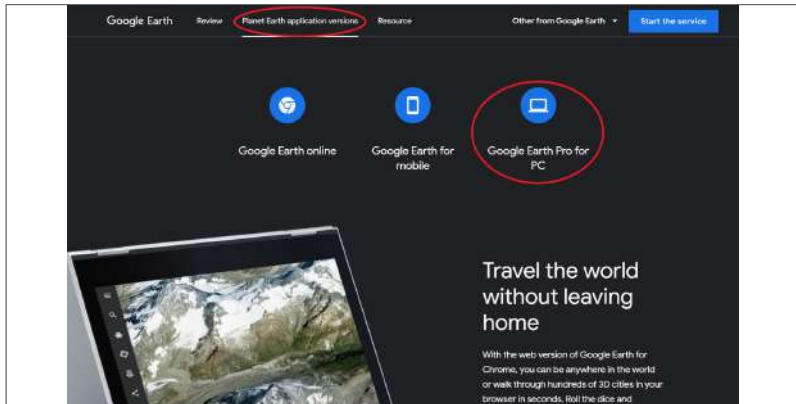 Google Earth Review Planet Earth application versions Resource Other from Google Earth Start the service
Google Earth online Google Earth for Google Earth Pro for
mobile PC
Travel the world
without leaving
home
With the web version of Google Earth for
Chrome, you can be anywhere in the world
or walk through hundreds of 3D cities in your
browser in seconds. Roll the dice and